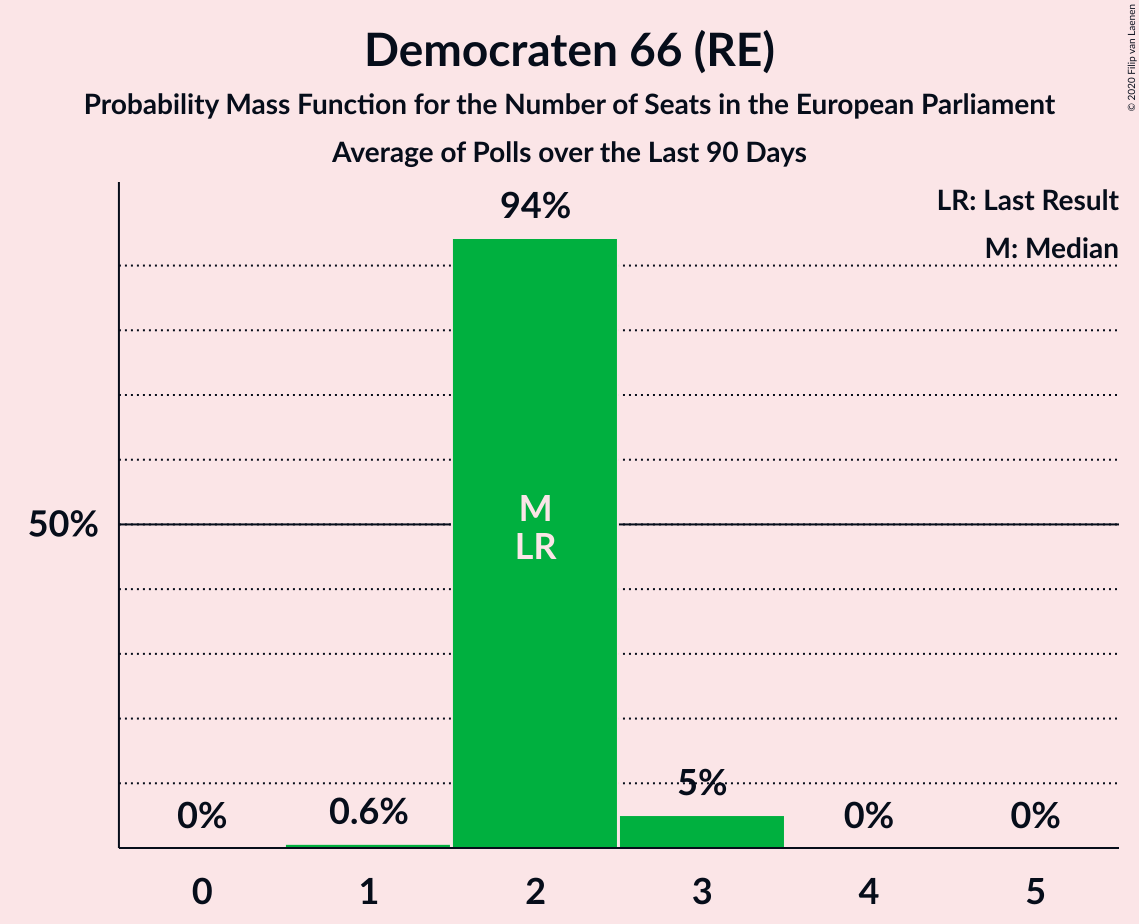 Democraten 66 (RE)
Probability Mass Function for the Number of Seats in the European Parliament
Average of Polls over the Last 90 Days
© 2020 Filip van Laenen
LR: Last Result
M: Median
94%
50%
M
LR
0%
0.6%
5%
0%
0%
0
1
2
3
4
5